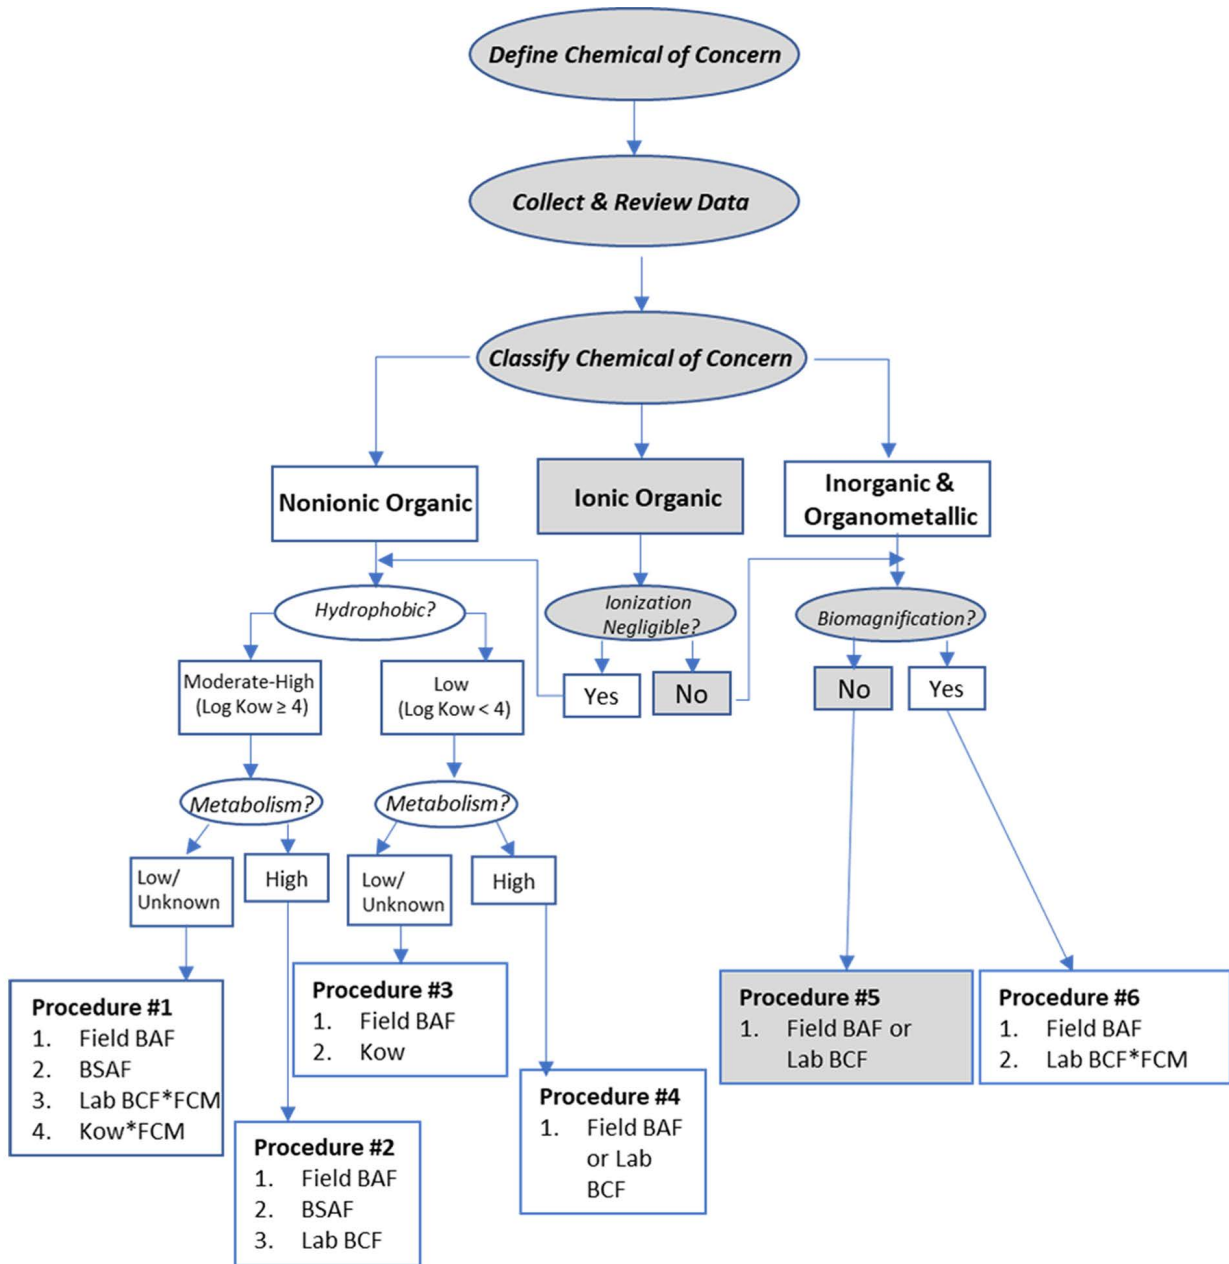 Define Chemical of Concern
Collect & Review Data
Classify Chemical of Concern
Nonionic Organic
Ionic Organic
Inorganic &
Organometallic
Hydrophobic?
Ionization
Negligible?
Biomagnification?
Moderate-High
(Log Kow ≥ 4)
Low
(Log Kow < 4)
Yes
No
No
Yes
Metabolism?
Metabolism?
Low/
Unknown
High
Low/
Unknown
High
Procedure #1
1. Field BAF
2. BSAF
3. Lab BCF*FCM
4. Kow*FCM
Procedure #2
1. Field BAF
2. BSAF
3. Lab BCF
Procedure #3
1. Field BAF
2. Kow
Procedure #4
1. Field BAF
or Lab
BCF
Procedure #5
1. Field BAF or
Lab BCF
Procedure #6
1. Field BAF
2. Lab BCF*FCM